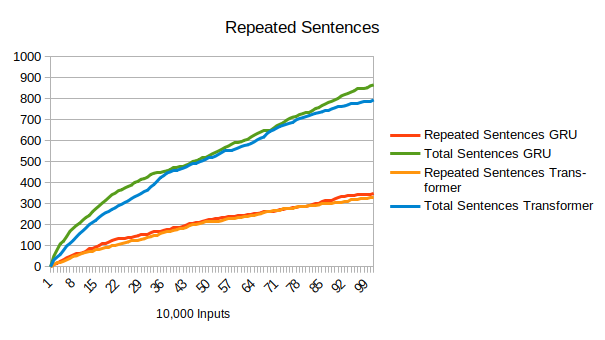 Repeated Sentences
1000
900
800
700
600
500
400
300
200
100
0
1 8 15 22 29 36 43 50 57 64 71 78 85 92 99
10,000 Inputs
Repeated Sentences GRU
Total Sentences GRU
Repeated Sentences Trans-
former
Total Sentences Transformer